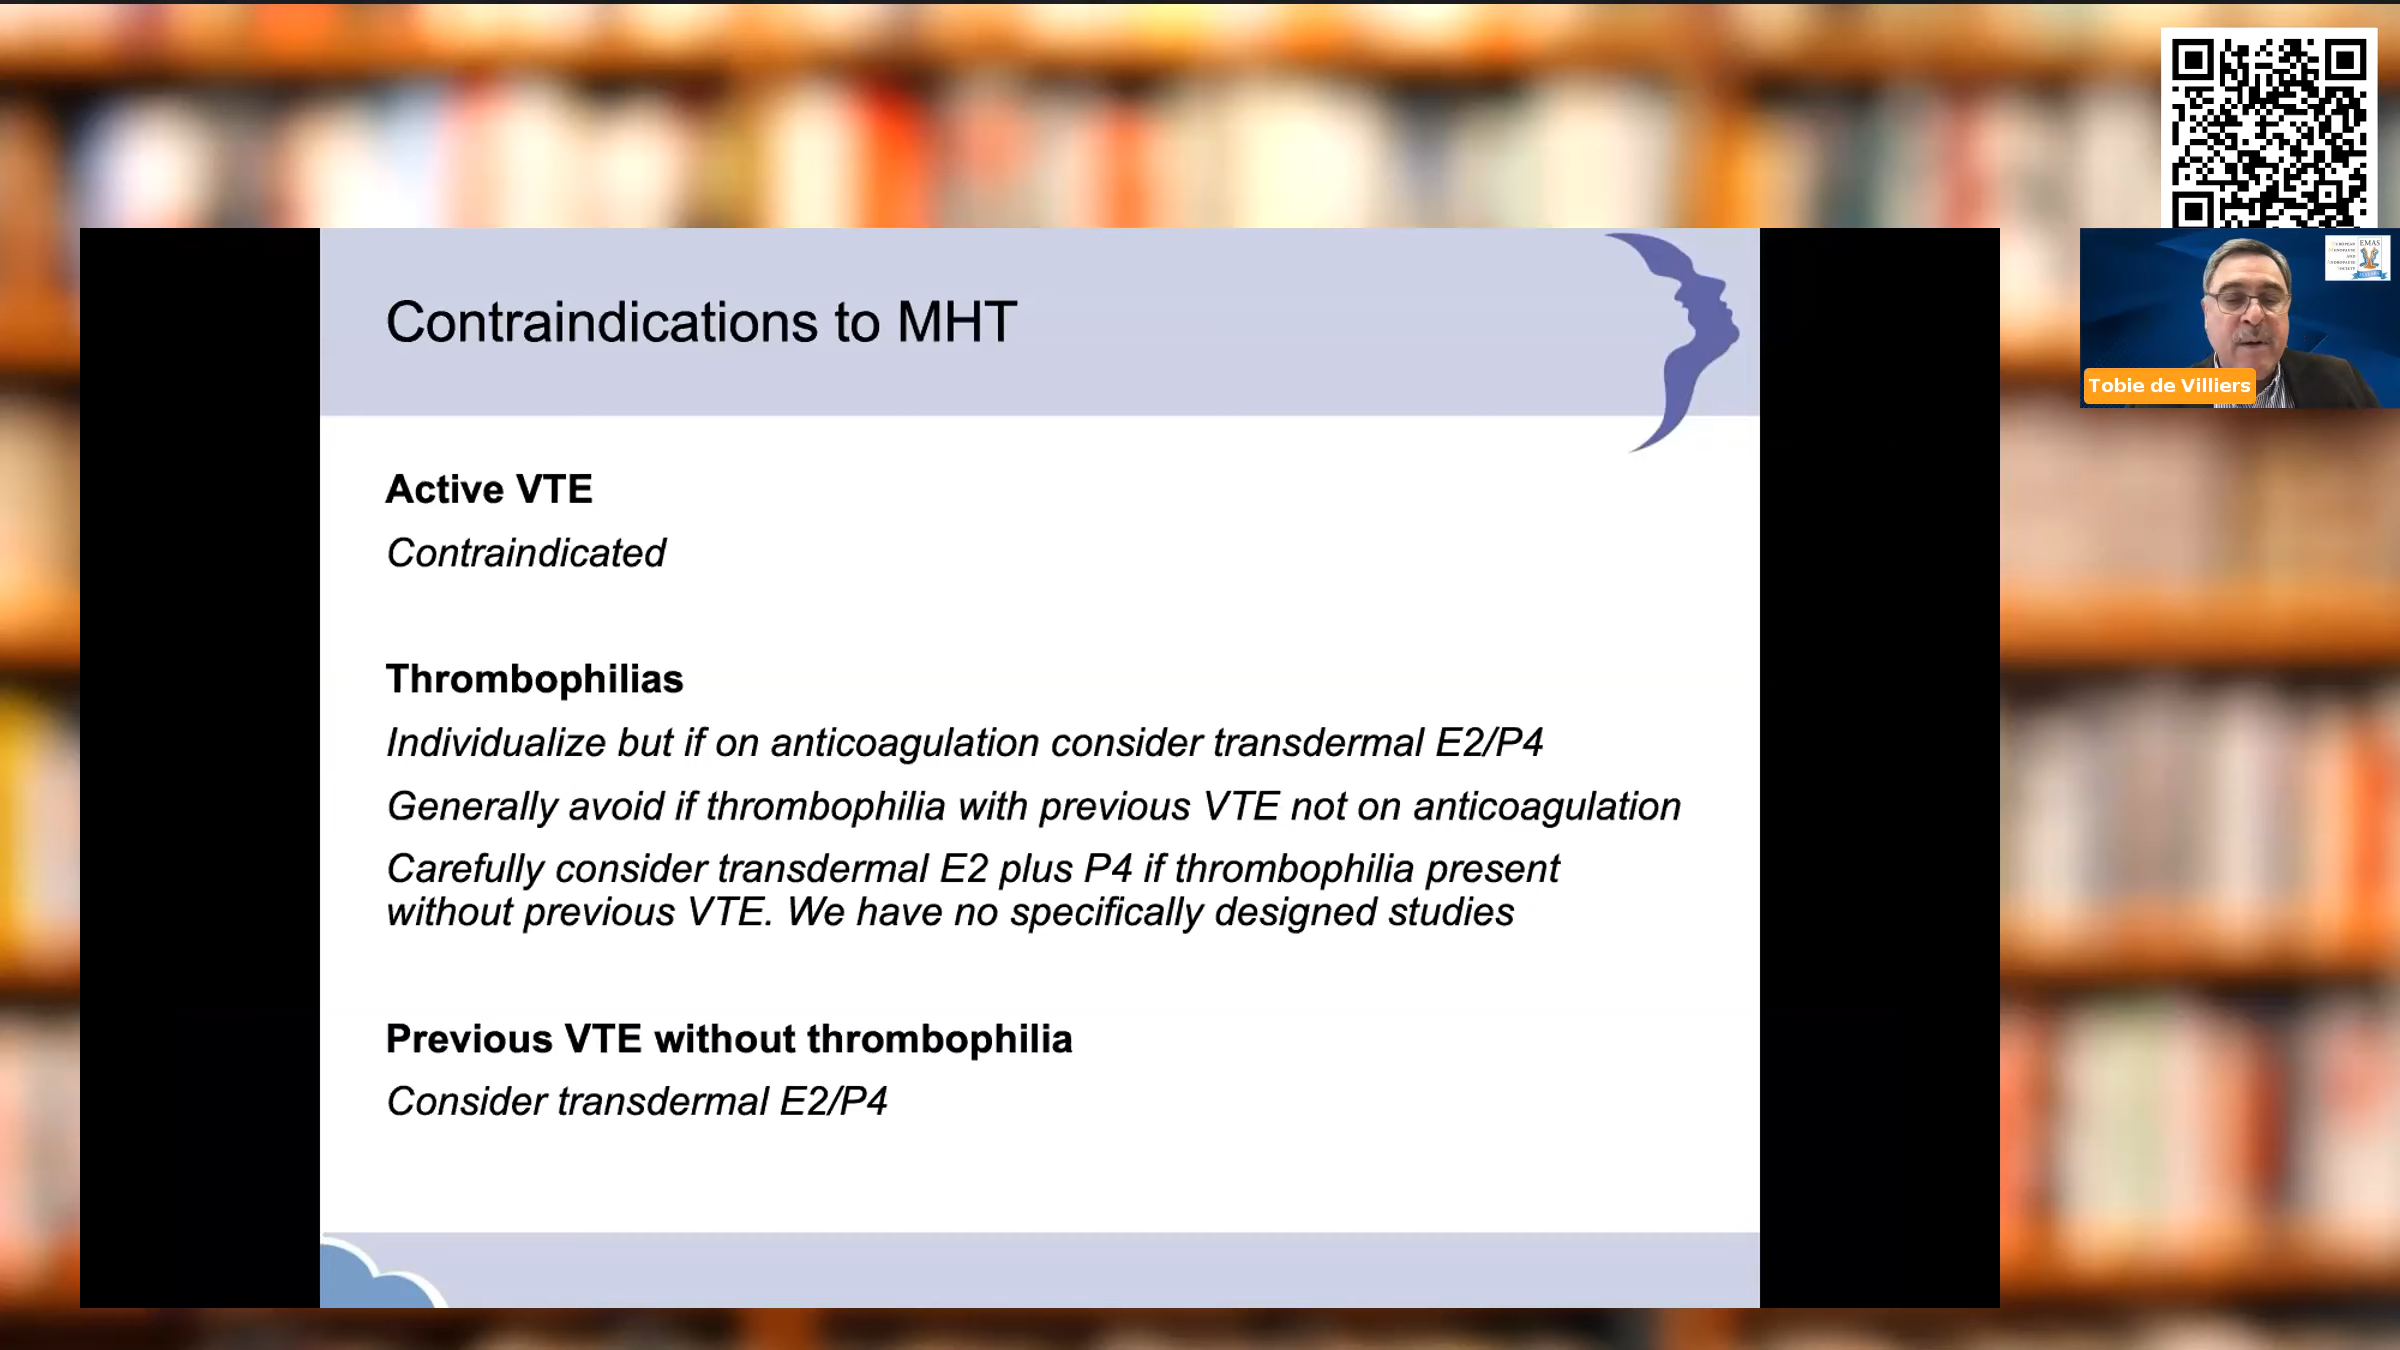 Contraindications to MHT
Active VTE
Contraindicated
Thrombophilias
Individualize but if on anticoagulation consider transdermal E2/P4
Generally avoid if thrombophilia with previous VTE not on anticoagulation
Carefully consider transdermal E2 plus P4 if thrombophilia present
without previous VTE. We have no specifically designed studies
Previous VTE without thrombophilia
Consider transdermal E2/P4
EMAS
Tobie de Villiers